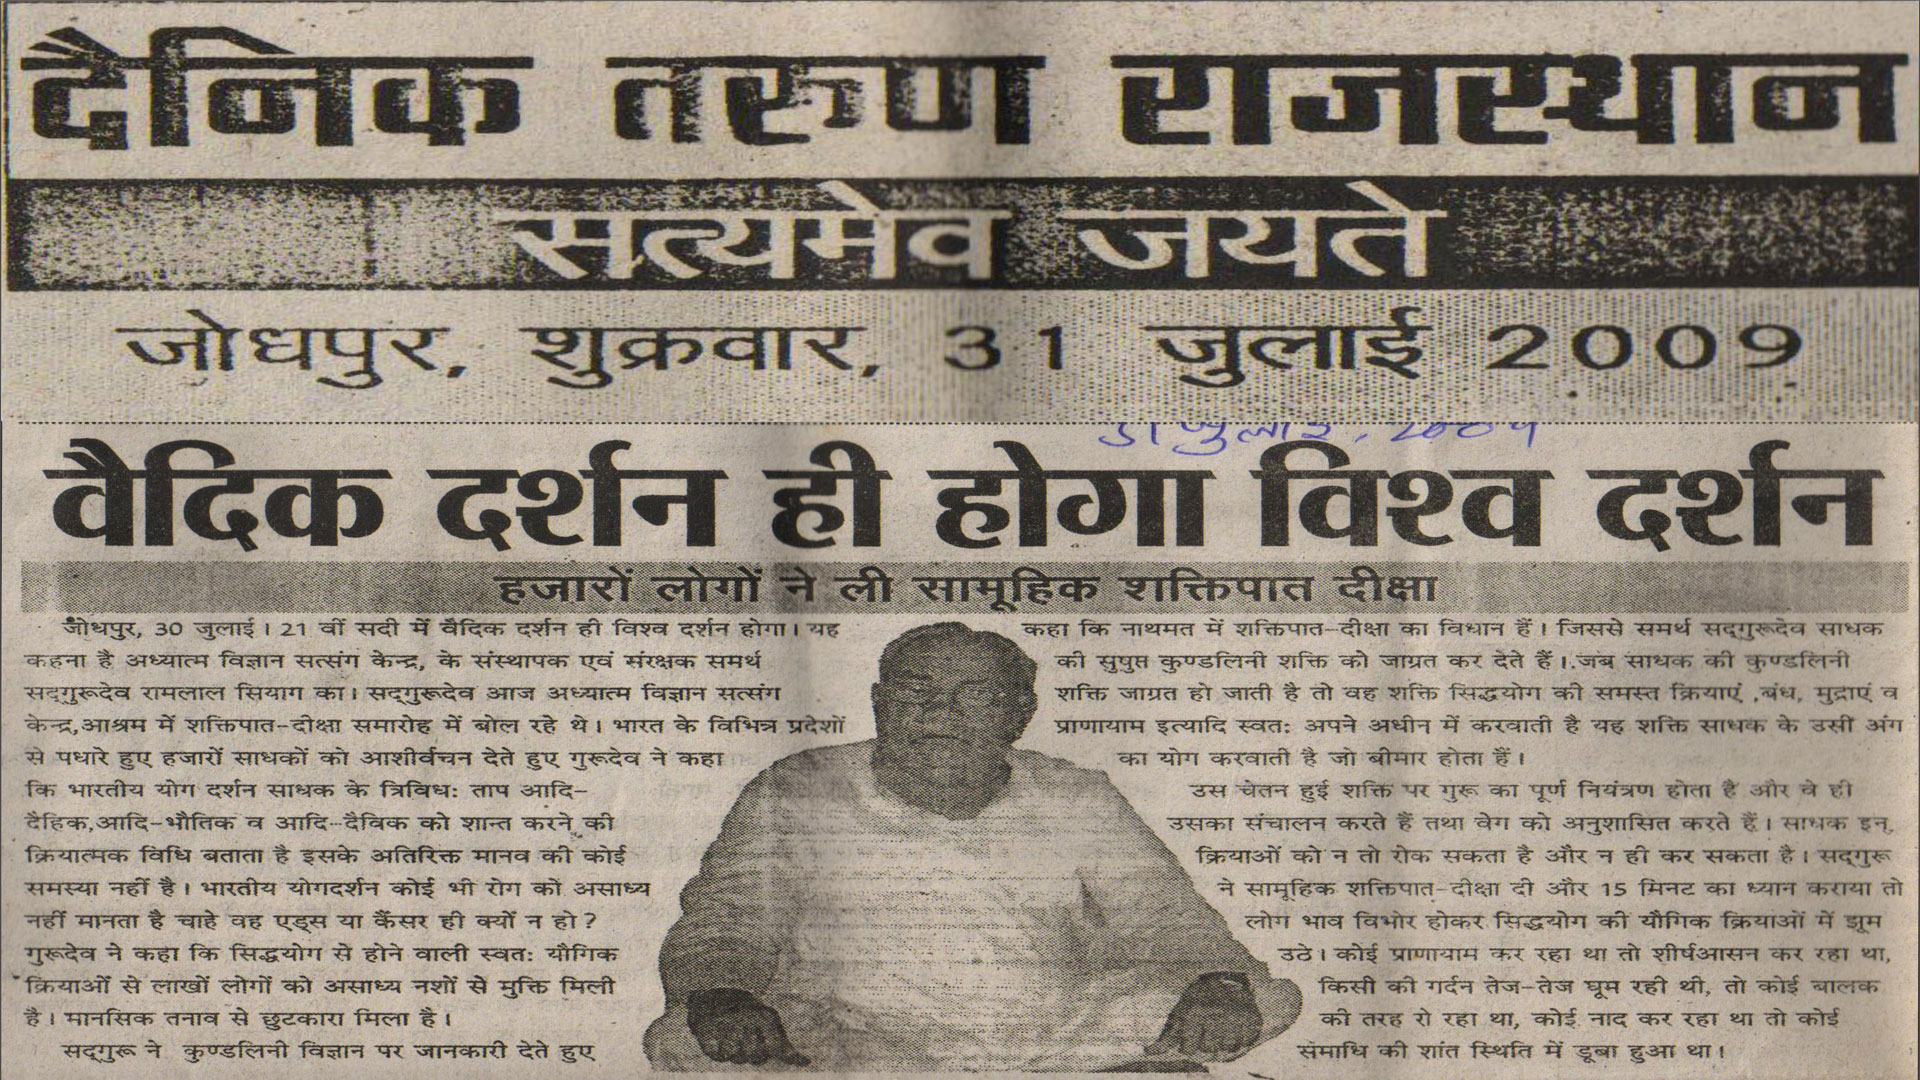 दैनिक तरुण राजस्थान
सत्यमेव जयते
जोधपुर, शुक्रवार, 31 जुलाई 2009
31 जुलाई, 2009
वैदिक दर्शन ही होगा विश्व दर्शन
हजारों लोगों ने ली सामूहिक शक्तिपात दीक्षा
जोधपुर, 30 जुलाई। 21 वीं सदी में वैदिक दर्शन ही विश्व दर्शन होगा। यह
कहना है अध्यात्म विज्ञान सत्संग केन्द्र, के संस्थापक एवं संरक्षक समर्थ
सद्गुरूदेव रामलाल सियाग का। सद्गुरूदेव आज अध्यात्म विज्ञान सत्संग
केन्द्र,आश्रम में शक्तिपात-दीक्षा समारोह में बोल रहे थे। भारत के विभिन्न प्रदेशों
से पधारे हुए हजारों साधकों को आशीर्वचन देते हुए गुरूदेव ने कहा
कि भारतीय योग दर्शन साधक के त्रिविध: ताप आदि-
दैहिक,आदि-भौतिक व आदि-दैविक को शान्त करने की
क्रियात्मक विधि बताता है इसके अतिरिक्त मानव की कोई
समस्या नहीं है। भारतीय योगदर्शन कोई भी रोग को असाध्य
नहीं मानता है चाहे वह एड्स या कैंसर ही क्यों न हो?
गुरूदेव ने कहा कि सिद्धयोग से होने वाली स्वत: यौगिक
क्रियाओं से लाखों लोगों को असाध्य नशों से मुक्ति मिली
है। मानसिक तनाव से छुटकारा मिला है।
सद्गुरू ने कुण्डलिनी विज्ञान पर जानकारी देते हुए
कहा कि नाथमत में शक्तिपात-दीक्षा का विधान हैं। जिससे समर्थ सद्गुरूदेव साधक
की सुषुप्त कुण्डलिनी शक्ति को जाग्रत कर देते हैं। जब साधक की कुण्डलिनी
शक्ति जाग्रत हो जाती है तो वह शक्ति सिद्धयोग की समस्त क्रियाएं ,बंध, मुद्राएं व
प्राणायाम इत्यादि स्वत: अपने अधीन में करवाती है यह शक्ति साधक के उसी अंग
का योग करवाती है जो बीमार होता हैं।
उस चेतन हुई शक्ति पर गुरू का पूर्ण नियंत्रण होता है और वे ही
उसका संचालन करते हैं तथा वेग को अनुशासित करते हैं। साधक इन
क्रियाओं को न तो रोक सकता है और न ही कर सकता है। सद्गुरू
ने सामूहिक शक्तिपात-दीक्षा दी और 15 मिनट का ध्यान कराया तो
लोग भाव विभोर होकर सिद्धयोग की यौगिक क्रियाओं में झूम
उठे। कोई प्राणायाम कर रहा था तो शीर्षआसन कर रहा था,
किसी की गर्दन तेज-तेज घूम रही थी, तो कोई बालक
की तरह रो रहा था, कोई नाद कर रहा था तो कोई
समाधि की शांत स्थिति में डूबा हुआ था।